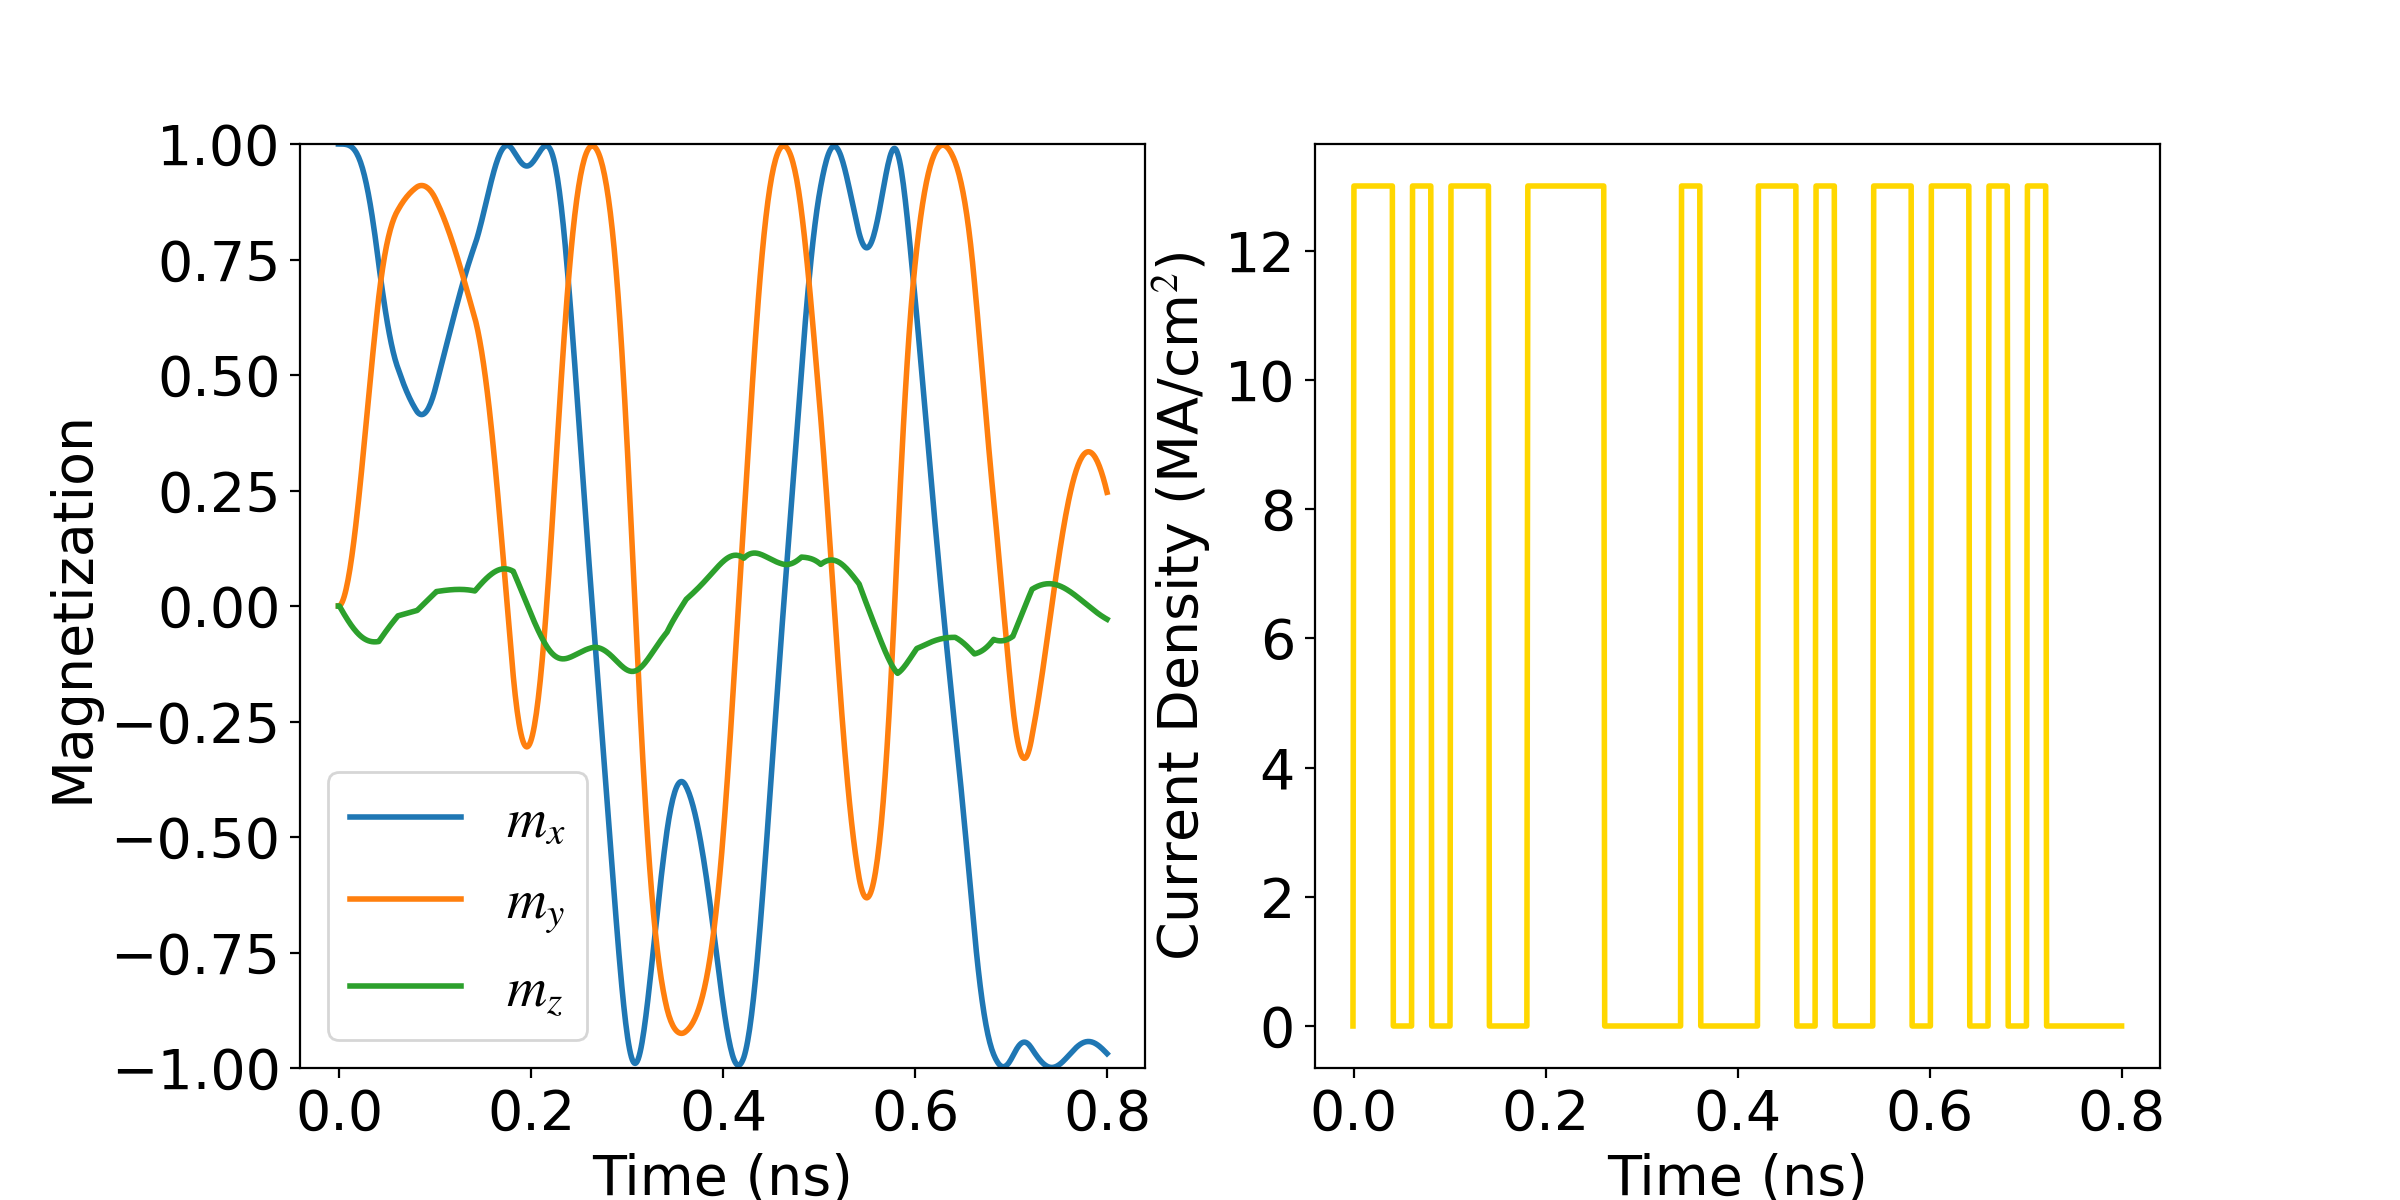 Magnetization
1.00
0.75
0.50
0.25
0.00
−0.25
−0.50
−0.75
−1.00
m_x
m_y
m_z
0.0 0.2 0.4 0.6 0.8
Time (ns)
Current Density (MA/cm²)
12
10
8
6
4
2
0
0.0 0.2 0.4 0.6 0.8
Time (ns)